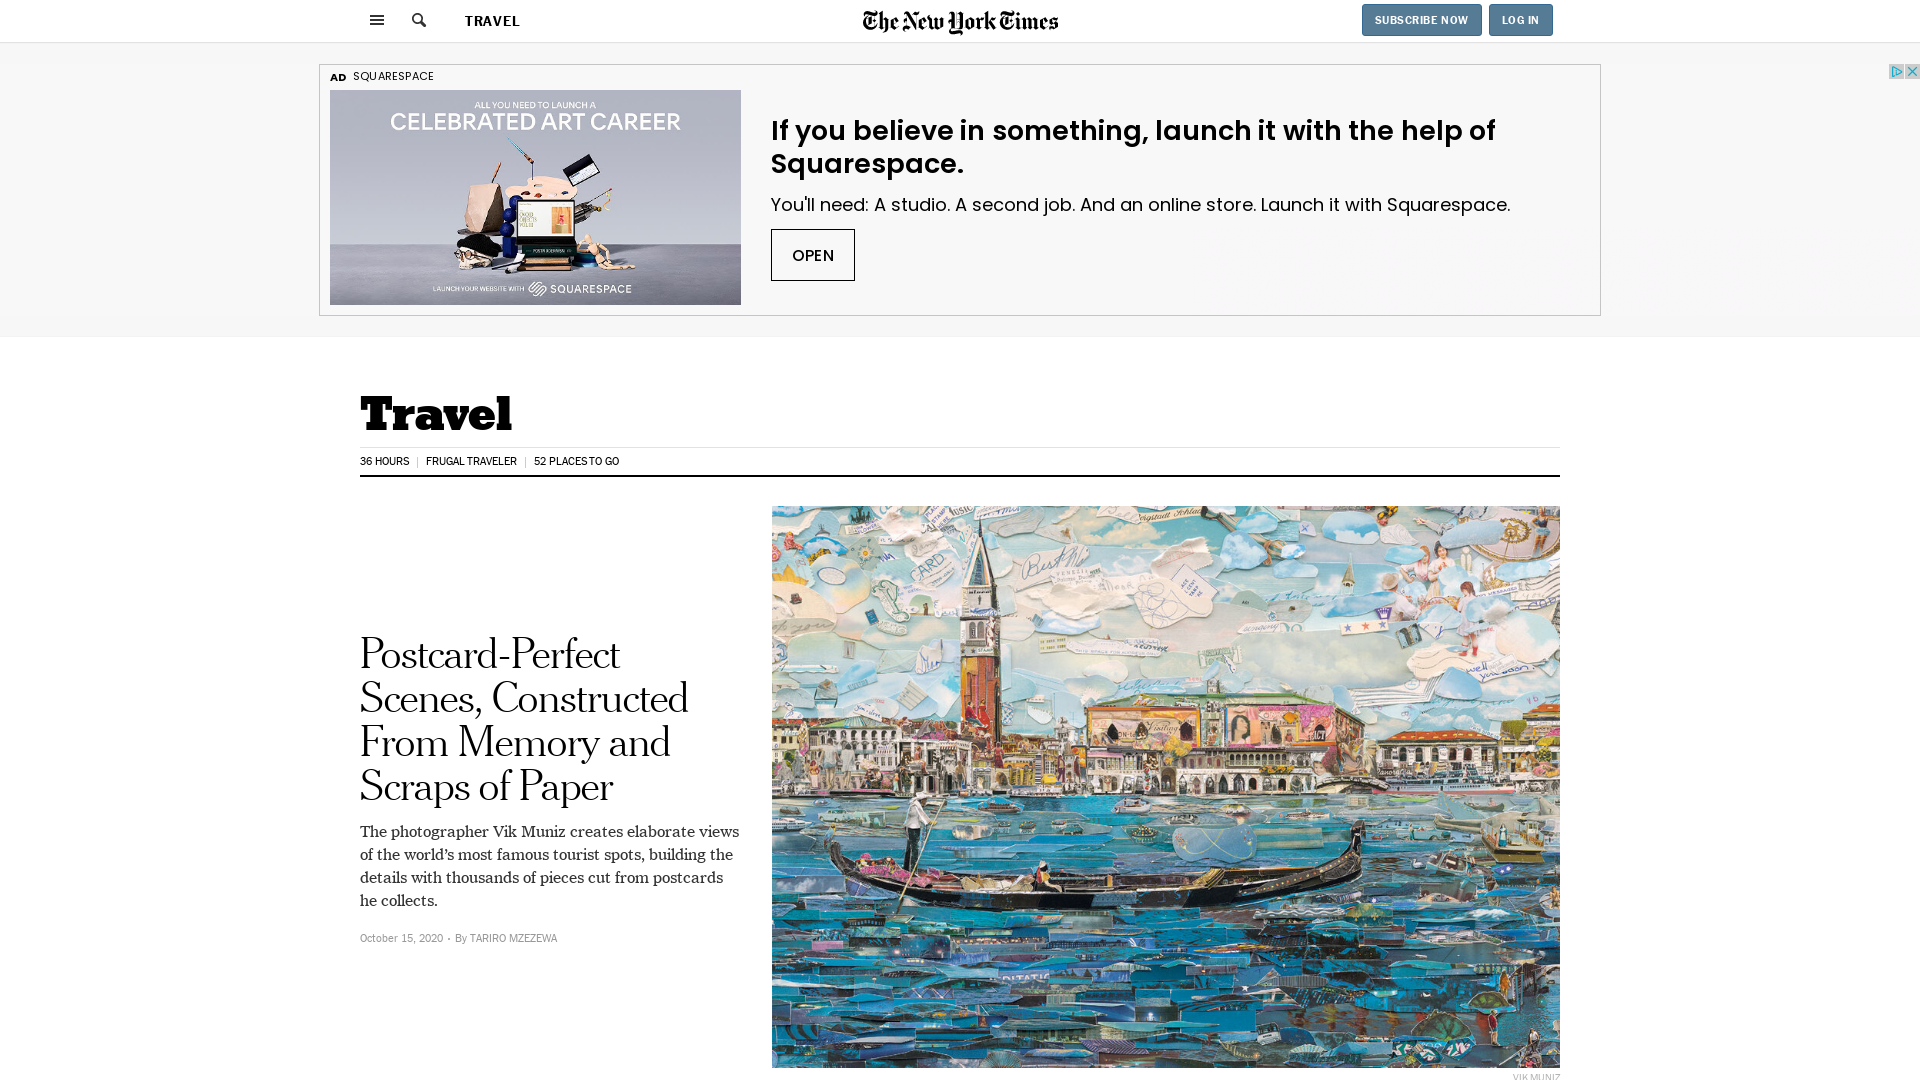 TRAVEL
The New York Times
SUBSCRIBE NOW
LOG IN
AD SQUARESPACE
ALL YOU NEED TO LAUNCH A
CELEBRATED ART CAREER
LAUNCH YOUR WEBSITE WITH SQUARESPACE
If you believe in something, launch it with the help of
Squarespace.
You'll need: A studio. A second job. And an online store. Launch it with Squarespace.
OPEN
Travel
36 HOURS
FRUGAL TRAVELER
52 PLACES TO GO
Postcard-Perfect
Scenes, Constructed
From Memory and
Scraps of Paper
The photographer Vik Muniz creates elaborate views
of the world’s most famous tourist spots, building the
details with thousands of pieces cut from postcards
he collects.
October 15, 2020 • By TARIRO MZEZEWA
CARD
well
VIK MUNIZ